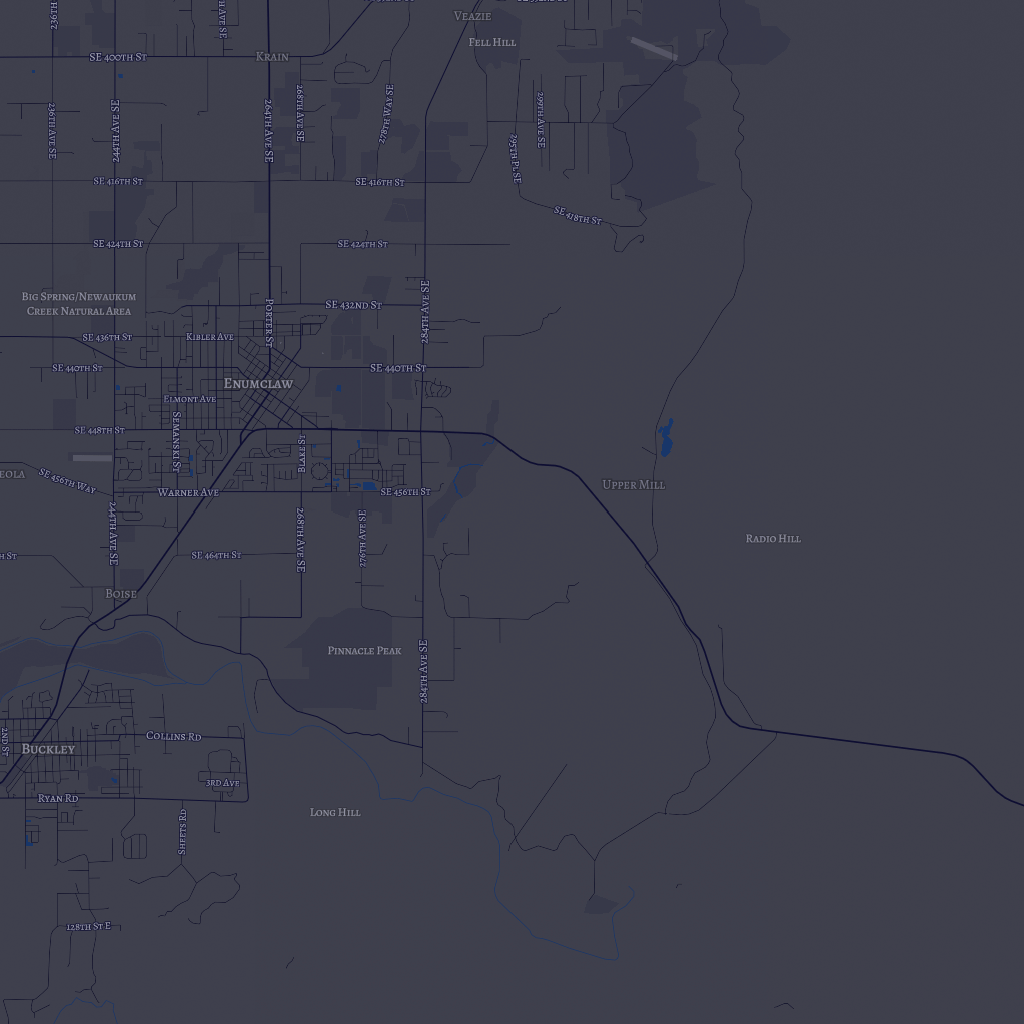 Veazie
Fell Hill
236th Ave SE
SE 400th St
Krain
236th Ave SE
244th Ave SE
264th Ave SE
268th Ave SE
278th Way SE
299th Ave SE
295th Pl SE
SE 416th St
SE 416th St
SE 418th St
SE 424th St
SE 424th St
Big Spring/Newaukum
Creek Natural Area
SE 432nd St
284th Ave SE
Porter St
SE 436th St
Kibler Ave
SE 440th St
SE 440th St
Enumclaw
Elmont Ave
SE 448th St
Semanski St
Blake St
SE 456th Way
Warner Ave
SE 456th St
Upper Mill
244th Ave SE
268th Ave SE
276th Ave SE
Radio Hill
SE 464th St
Boise
Pinnacle Peak
284th Ave SE
2nd St
Buckley
Collins Rd
3rd Ave
Ryan Rd
Sheets Rd
Long Hill
128th St E